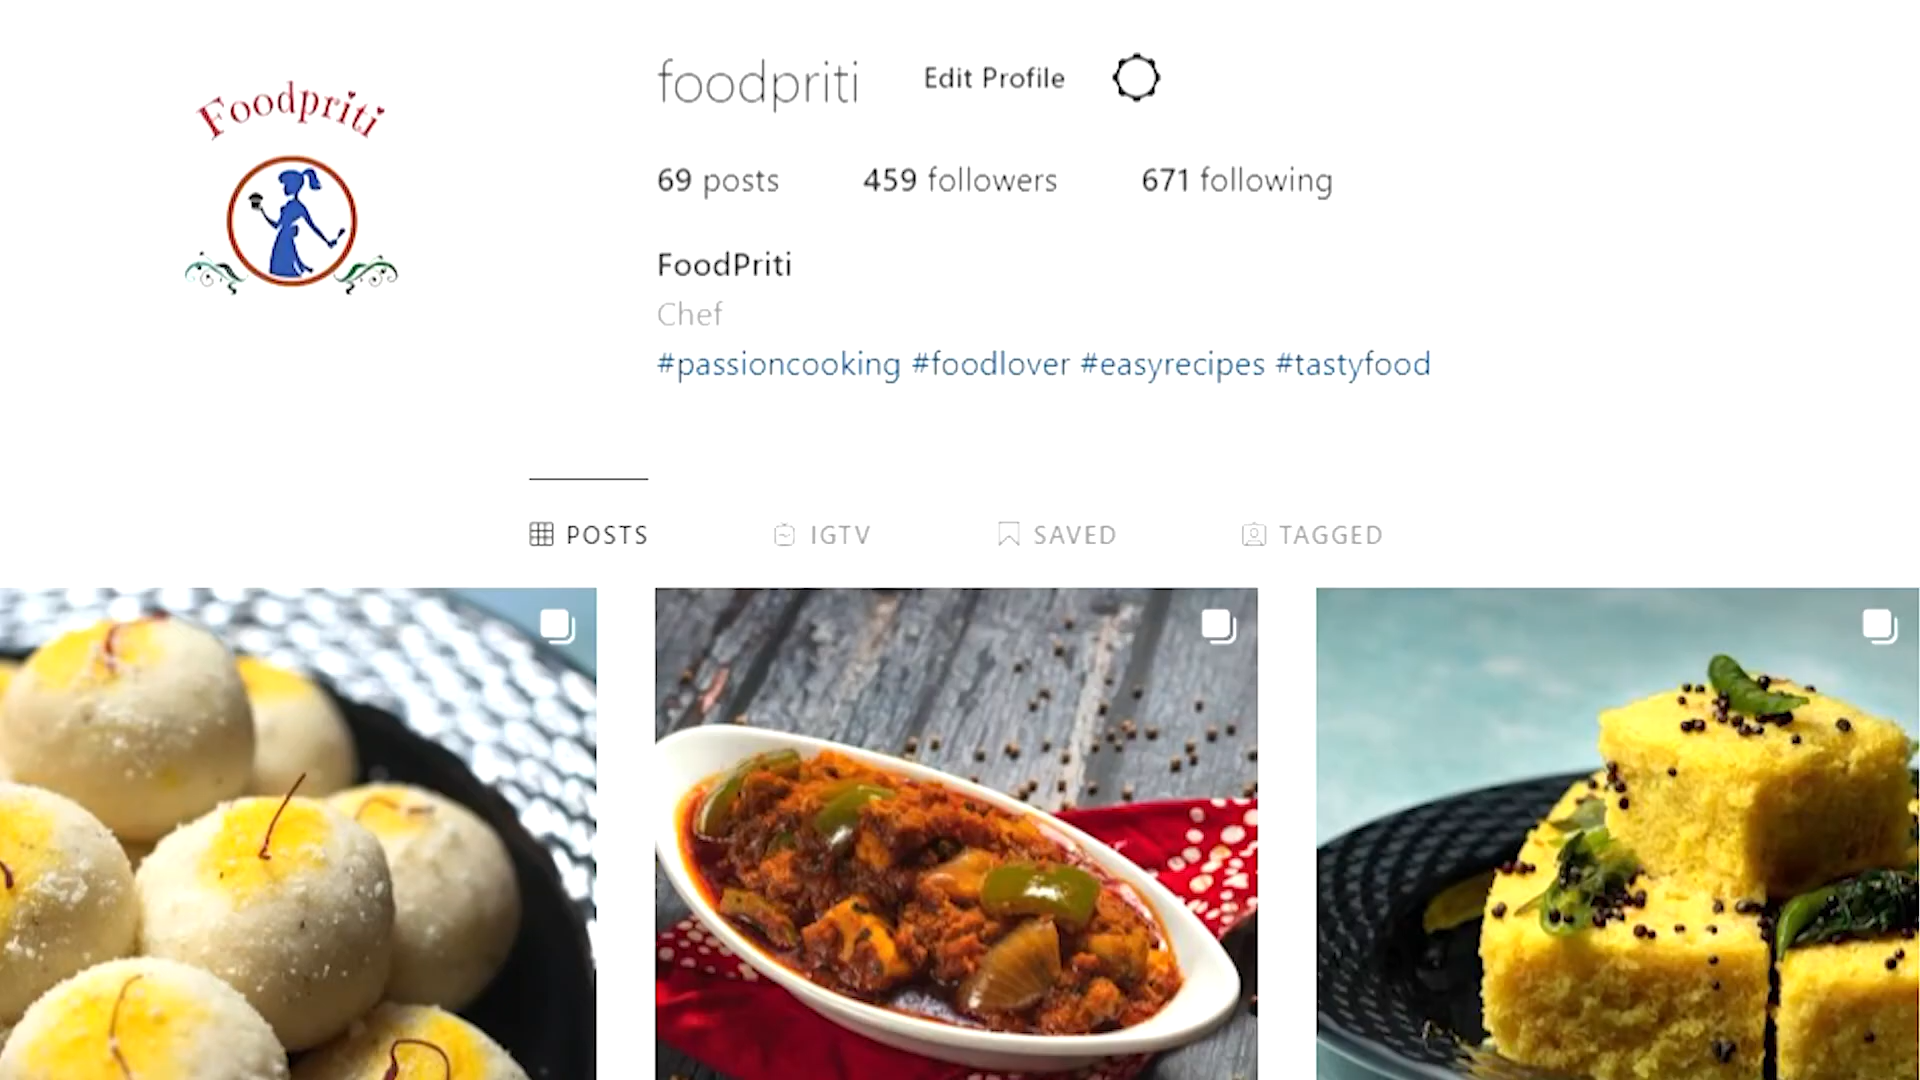 Foodpriti
foodpriti Edit Profile
69 posts 459 followers 671 following
FoodPriti
Chef
#passioncooking #foodlover #easyrecipes #tastyfood
POSTS IGTV SAVED TAGGED